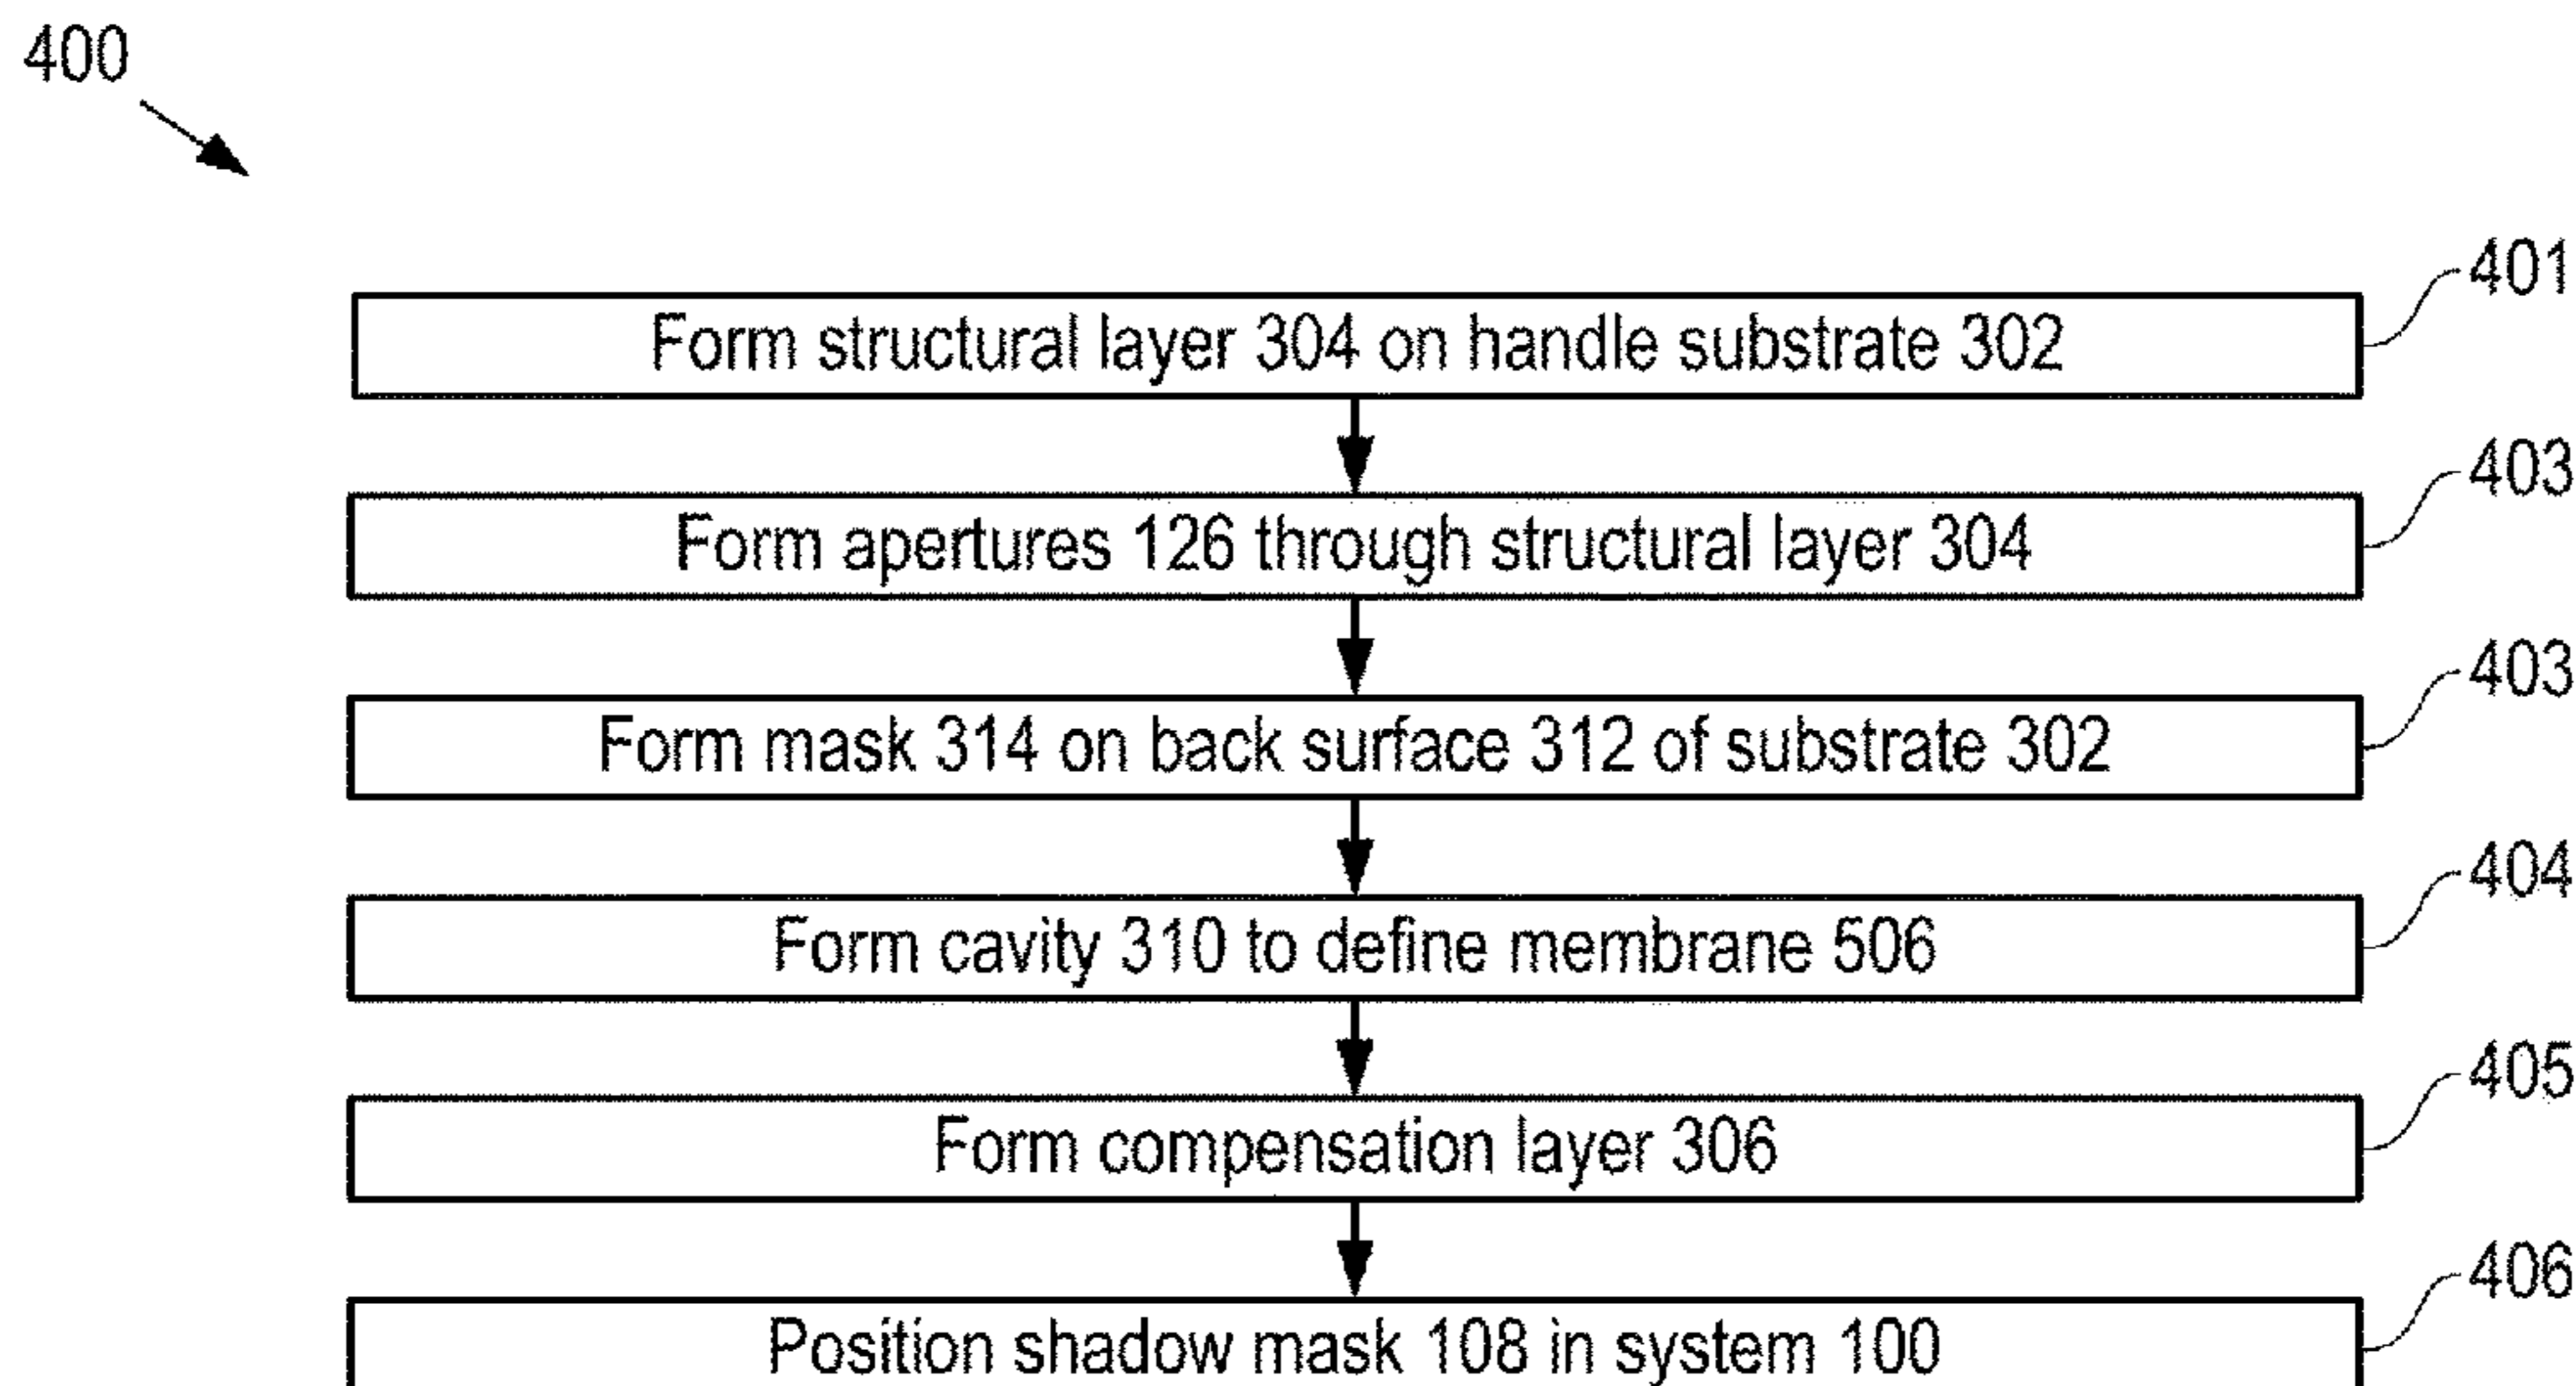 400
401
Form structural layer 304 on handle substrate 302
403
Form apertures 126 through structural layer 304
403
Form mask 314 on back surface 312 of substrate 302
404
Form cavity 310 to define membrane 506
405
Form compensation layer 306
406
Position shadow mask 108 in system 100